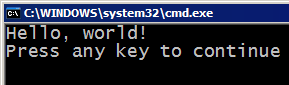 C:\WINDOWS\system32\cmd.exe
Hello, world!
Press any key to continue